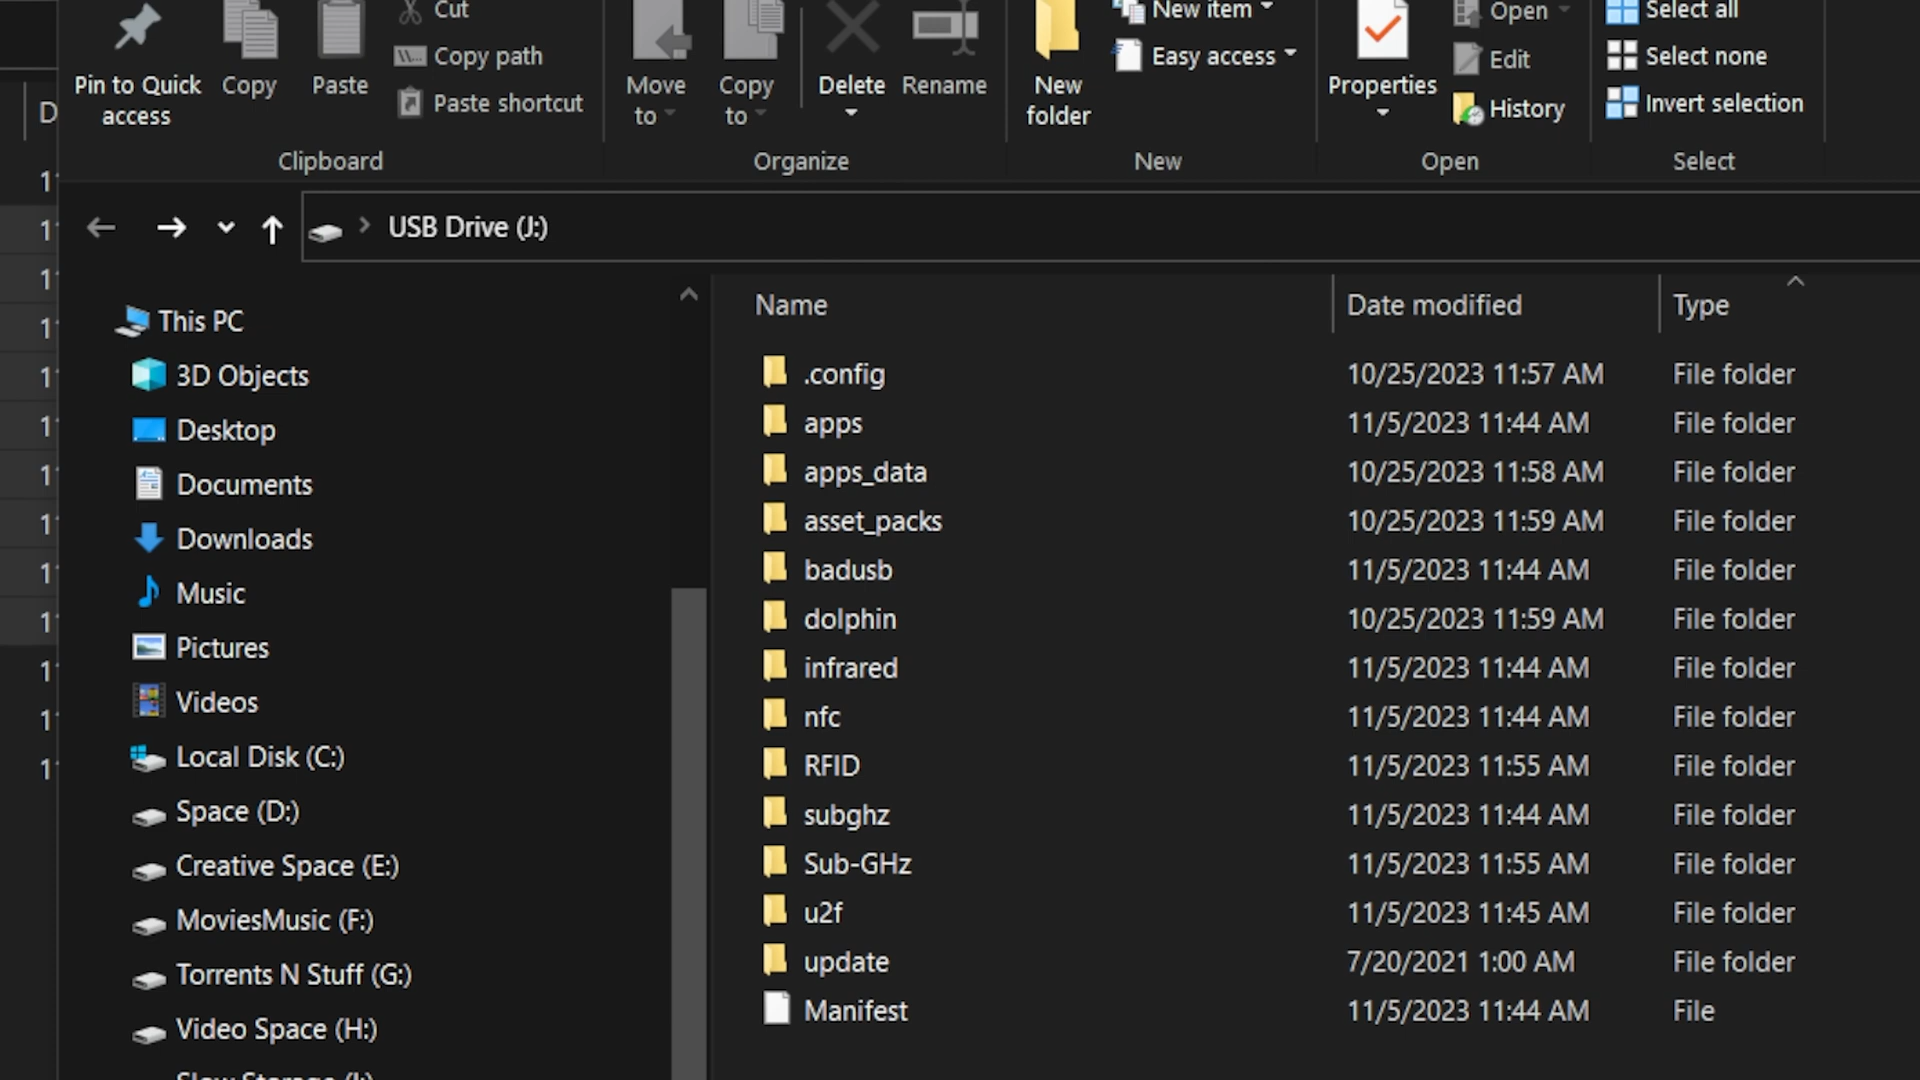 Cut
New item
Open
Select all
Copy path
Easy access
Edit
Select none
Pin to Quick access
Copy
Paste
Paste shortcut
Move to
Copy to
Delete
Rename
New folder
Properties
History
Invert selection
Clipboard
Organize
New
Open
Select
USB Drive (J:)
This PC
3D Objects
Desktop
Documents
Downloads
Music
Pictures
Videos
Local Disk (C:)
Space (D:)
Creative Space (E:)
MoviesMusic (F:)
Torrents N Stuff (G:)
Video Space (H:)
Name Date modified Type
.config 10/25/2023 11:57 AM File folder
apps 11/5/2023 11:44 AM File folder
apps_data 10/25/2023 11:58 AM File folder
asset_packs 10/25/2023 11:59 AM File folder
badusb 11/5/2023 11:44 AM File folder
dolphin 10/25/2023 11:59 AM File folder
infrared 11/5/2023 11:44 AM File folder
nfc 11/5/2023 11:44 AM File folder
RFID 11/5/2023 11:55 AM File folder
subghz 11/5/2023 11:44 AM File folder
Sub-GHz 11/5/2023 11:55 AM File folder
u2f 11/5/2023 11:45 AM File folder
update 7/20/2021 1:00 AM File folder
Manifest 11/5/2023 11:44 AM File